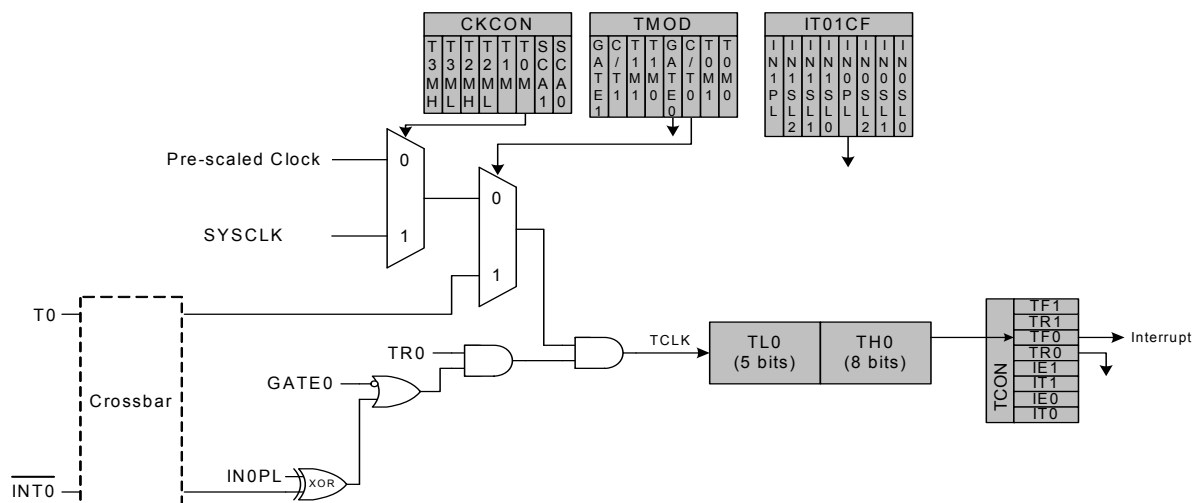 CKCON
T3MH
T3ML
T2MH
T2ML
T1M
T0M
SCA1
SCA0
TMOD
GATE1
C/T1
T1M1
T1M0
GATE0
C/T0
T0M1
T0M0
IT01CF
IN1PL
IN1SL2
IN1SL1
IN1SL0
IN0PL
IN0SL2
IN0SL1
IN0SL0
Pre-scaled Clock
0
SYSCLK
1
0
1
T0
Crossbar
INT0
TR0
GATE0
IN0PL
XOR
TCLK
TL0
(5 bits)
TH0
(8 bits)
TCON
TF1
TR1
TF0
TR0
IE1
IT1
IE0
IT0
Interrupt